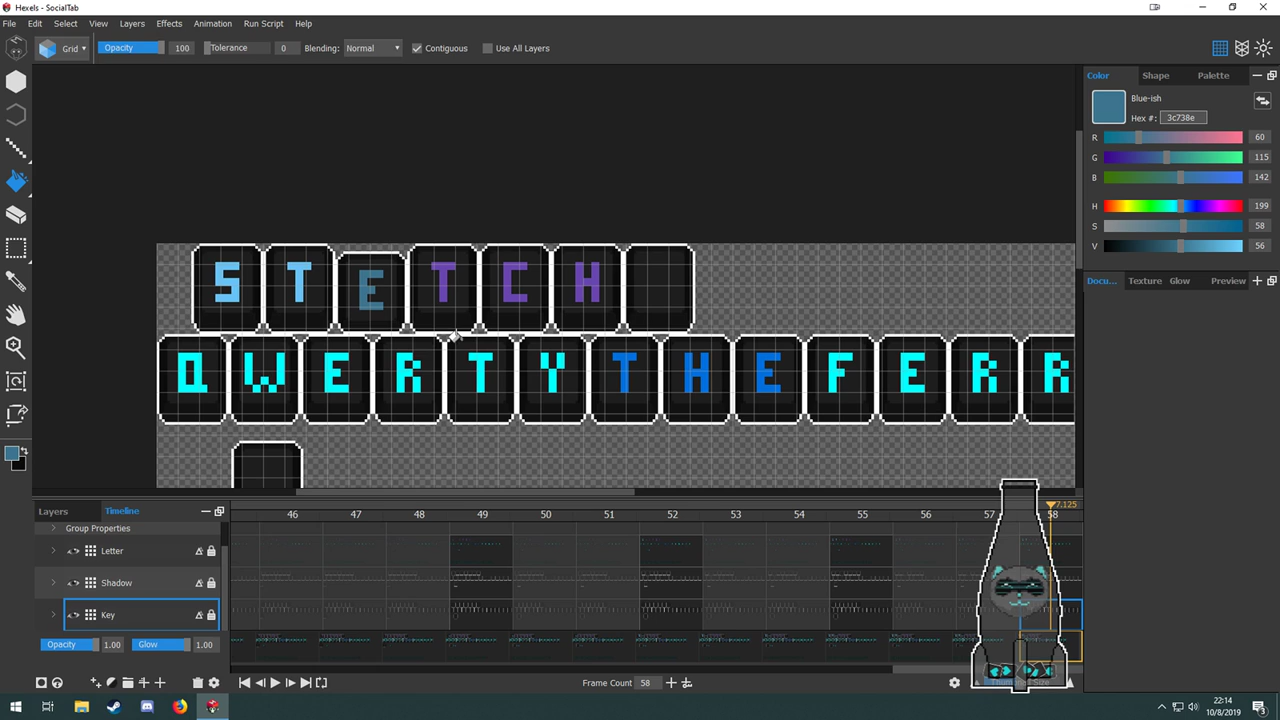 Hexels - SocialTab
File Edit Select View Layers Effects Animation Run Script Help
Grid Opacity 100 Tolerance 0 Blending: Normal Contiguous Use All Layers
Color Shape Palette
Blue-ish
Hex #: 3c738e
R 60
G 115
B 142
H 199
S 58
V 56
Docu... Texture Glow Preview
STETCH
QWERTYTHEFERR
Layers Timeline
7.125
46 47 48 49 50 51 52 53 54 55 56 57 58
Group Properties
Letter
Shadow
Key
Opacity 1.00 Glow 1.00
Frame Count 58
Size
22:14
10/8/2019
3